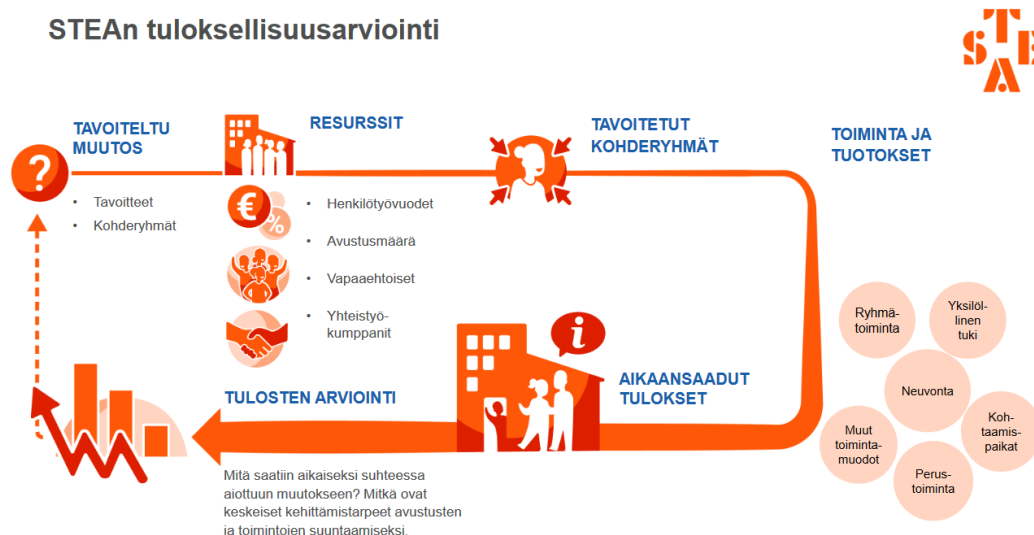 STEAn tuloksellisuusarviointi
STEA
TAVOITELTU
MUUTOS
?
• Tavoitteet
• Kohderyhmät
RESURSSIT
€
%
• Henkilötyövuodet
• Avustusmäärä
• Vapaaehtoiset
• Yhteistyö-
kumppanit
TAVOITETUT
KOHDERYHMÄT
TOIMINTA JA
TUOTOKSET
Ryhmä-
toiminta
Yksilöl-
linen
tuki
Neuvonta
Muut
toiminta-
muodot
Koh-
taamis-
paikat
Perus-
toiminta
i
AIKAANSAADUT
TULOKSET
TULOSTEN ARVIOINTI
Mitä saatiin aikaiseksi suhteessa
aiottuun muutokseen? Mitkä ovat
keskeiset kehittämistarpeet avustusten
ja toimintojen suuntaamiseksi.